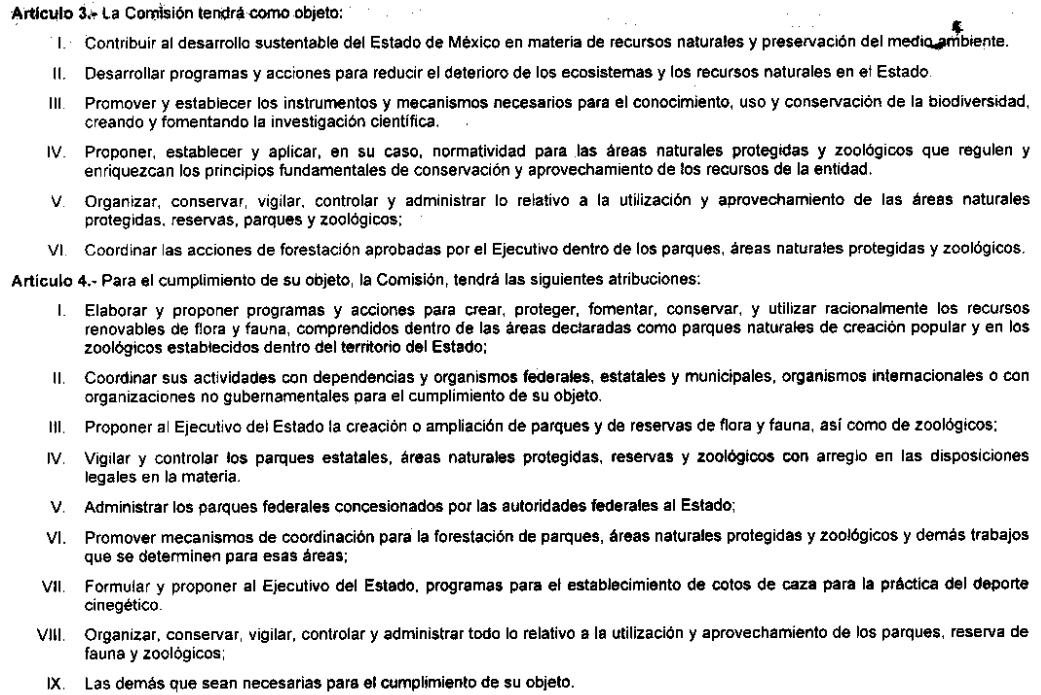 Artículo 3.- La Comisión tendrá como objeto:
I. Contribuir al desarrollo sustentable del Estado de México en materia de recursos naturales y preservación del medio ambiente.
II. Desarrollar programas y acciones para reducir el deterioro de los ecosistemas y los recursos naturales en el Estado.
III. Promover y establecer los instrumentos y mecanismos necesarios para el conocimiento, uso y conservación de la biodiversidad,
creando y fomentando la investigación científica.
IV. Proponer, establecer y aplicar, en su caso, normatividad para las áreas naturales protegidas y zoológicos que regulen y
enriquezcan los principios fundamentales de conservación y aprovechamiento de los recursos de la entidad.
V. Organizar, conservar, vigilar, controlar y administrar lo relativo a la utilización y aprovechamiento de las áreas naturales
protegidas, reservas, parques y zoológicos;
VI. Coordinar las acciones de forestación aprobadas por el Ejecutivo dentro de los parques, áreas naturales protegidas y zoológicos.
Artículo 4.- Para el cumplimiento de su objeto, la Comisión, tendrá las siguientes atribuciones:
I. Elaborar y proponer programas y acciones para crear, proteger, fomentar, conservar, y utilizar racionalmente los recursos
renovables de flora y fauna, comprendidos dentro de las áreas declaradas como parques naturales de creación popular y en los
zoológicos establecidos dentro del territorio del Estado;
II. Coordinar sus actividades con dependencias y organismos federales, estatales y municipales, organismos internacionales o con
organizaciones no gubernamentales para el cumplimiento de su objeto.
III. Proponer al Ejecutivo del Estado la creación o ampliación de parques y de reservas de flora y fauna, así como de zoológicos;
IV. Vigilar y controlar los parques estatales, áreas naturales protegidas, reservas y zoológicos con arreglo en las disposiciones
legales en la materia.
V. Administrar los parques federales concesionados por las autoridades federales al Estado;
VI. Promover mecanismos de coordinación para la forestación de parques, áreas naturales protegidas y zoológicos y demás trabajos
que se determinen para esas áreas;
VII. Formular y proponer al Ejecutivo del Estado, programas para el establecimiento de cotos de caza para la práctica del deporte
cinegético.
VIII. Organizar, conservar, vigilar, controlar y administrar todo lo relativo a la utilización y aprovechamiento de los parques, reserva de
fauna y zoológicos;
IX. Las demás que sean necesarias para el cumplimiento de su objeto.